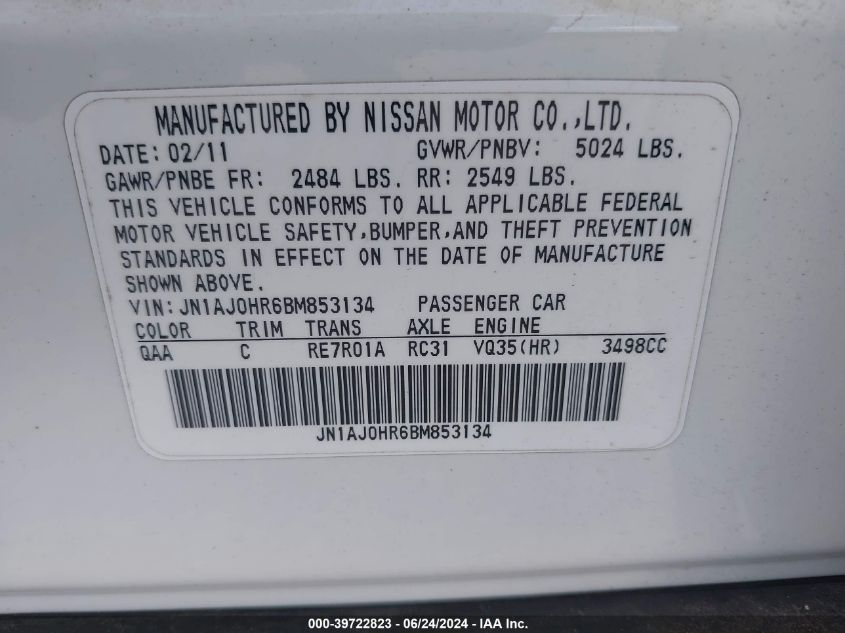 MANUFACTURED BY NISSAN MOTOR CO.,LTD.
DATE: 02/11 GVWR/PNBV: 5024 LBS.
GAWR/PNBE FR: 2484 LBS. RR: 2549 LBS.
THIS VEHICLE CONFORMS TO ALL APPLICABLE FEDERAL
MOTOR VEHICLE SAFETY,BUMPER,AND THEFT PREVENTION
STANDARDS IN EFFECT ON THE DATE OF MANUFACTURE
SHOWN ABOVE.
VIN:JN1AJ0HR6BM853134 PASSENGER CAR
COLOR TRIM TRANS AXLE ENGINE
QAA C RE7R01A RC31 VQ35(HR) 3498CC
JN1AJ0HR6BM853134
000-39722823 - 06/24/2024 - IAA Inc.